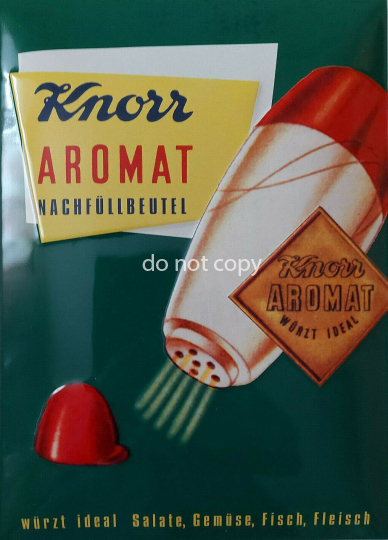 Knorr
AROMAT
NACHFÜLLBEUTEL
do not copy
Knorr
AROMAT
WÜRZT IDEAL
würzt ideal Salate, Gemüse, Fisch, Fleisch